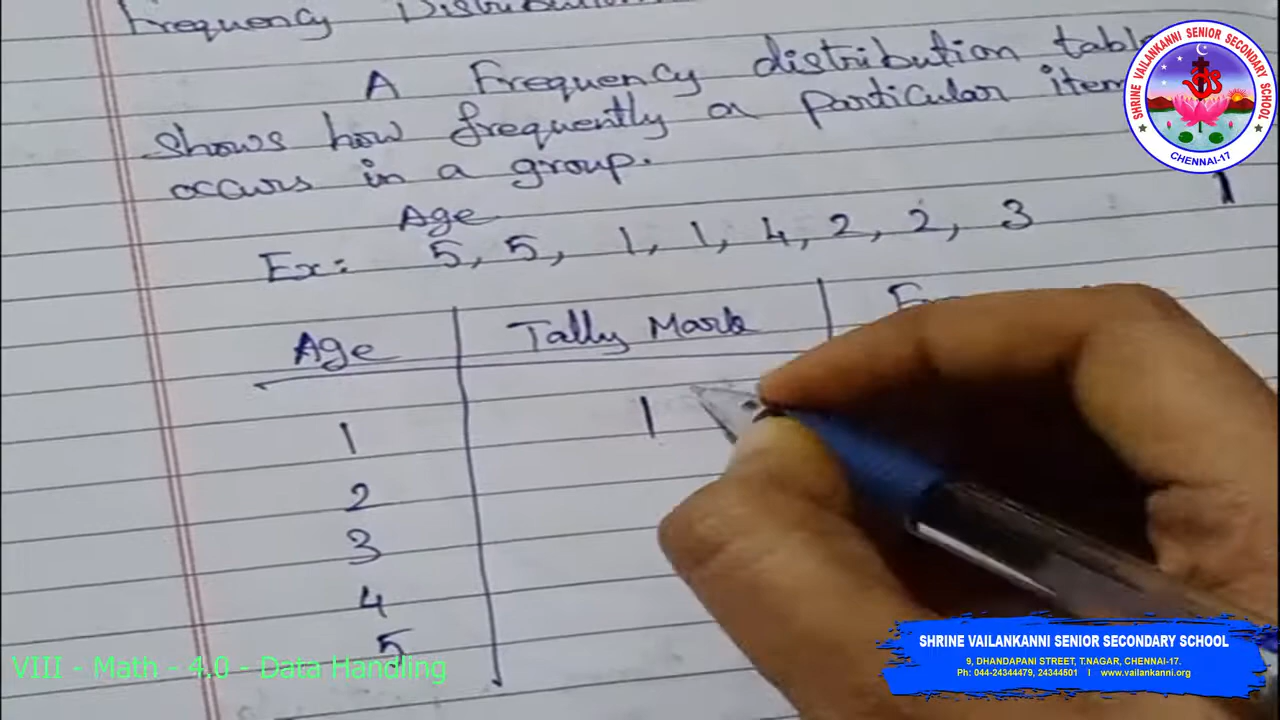 Frequency Distribution
A Frequency distribution table
shows how frequently a particular item
occurs in a group.
Age
Ex: 5, 5, 1, 1, 4, 2, 2, 3
1
Age Tally Mark
1 |
2
3
4
5
SHRINE VAILANKANNI SENIOR SECONDARY SCHOOL
CHENNAI-17
VIII - Math - 4.0 - Data Handling
SHRINE VAILANKANNI SENIOR SECONDARY SCHOOL
9, DHANDAPANI STREET, T.NAGAR, CHENNAI-17.
Ph: 044-24344479, 24344501 I www.vailankanni.org